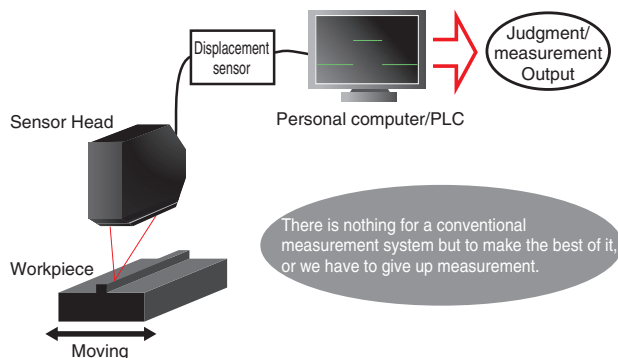 Displacement
sensor
Judgment/
measurement
Output
Sensor Head
Personal computer/PLC
There is nothing for a conventional
measurement system but to make the best of it,
or we have to give up measurement.
Workpiece
Moving